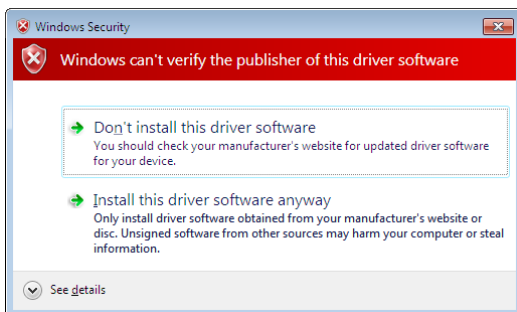 Windows Security
Windows can't verify the publisher of this driver software
Don't install this driver software
You should check your manufacturer's website for updated driver software
for your device.
Install this driver software anyway
Only install driver software obtained from your manufacturer's website or
disc. Unsigned software from other sources may harm your computer or steal
information.
See details